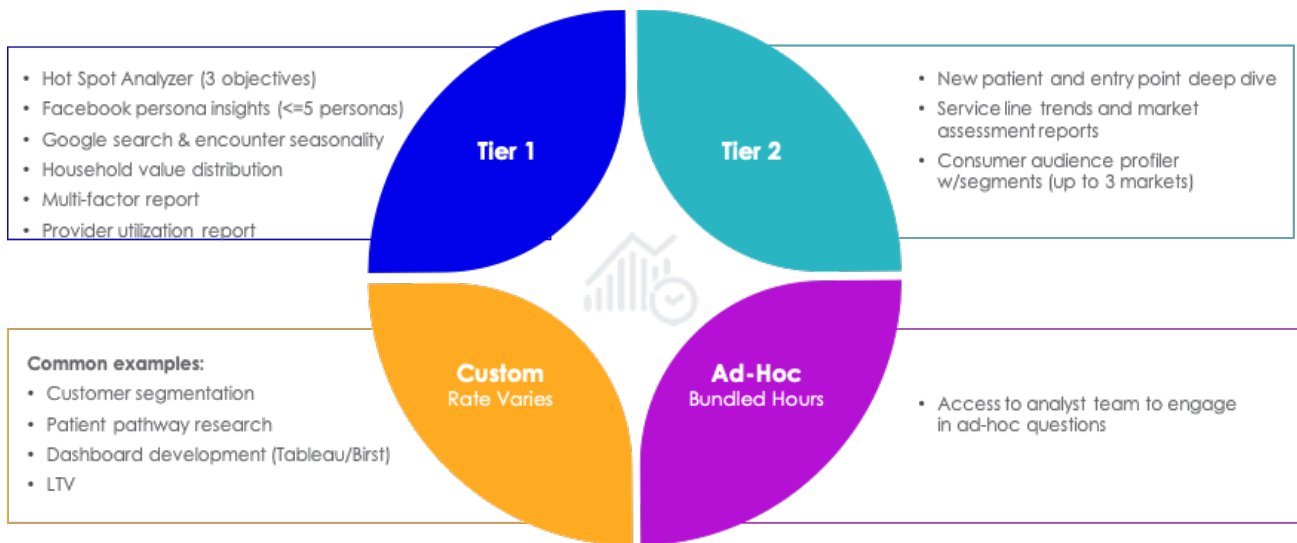 • Hot Spot Analyzer (3 objectives)
• Facebook persona insights (<=5 personas)
• Google search & encounter seasonality
• Household value distribution
• Multi-factor report
• Provider utilization report
Tier 1
Tier 2
• New patient and entry point deep dive
• Service line trends and market
assessment reports
• Consumer audience profiler
w/segments (up to 3 markets)
Common examples:
• Customer segmentation
• Patient pathway research
• Dashboard development (Tableau/Birst)
• LTV
Custom
Rate Varies
Ad-Hoc
Bundled Hours
• Access to analyst team to engage
in ad-hoc questions